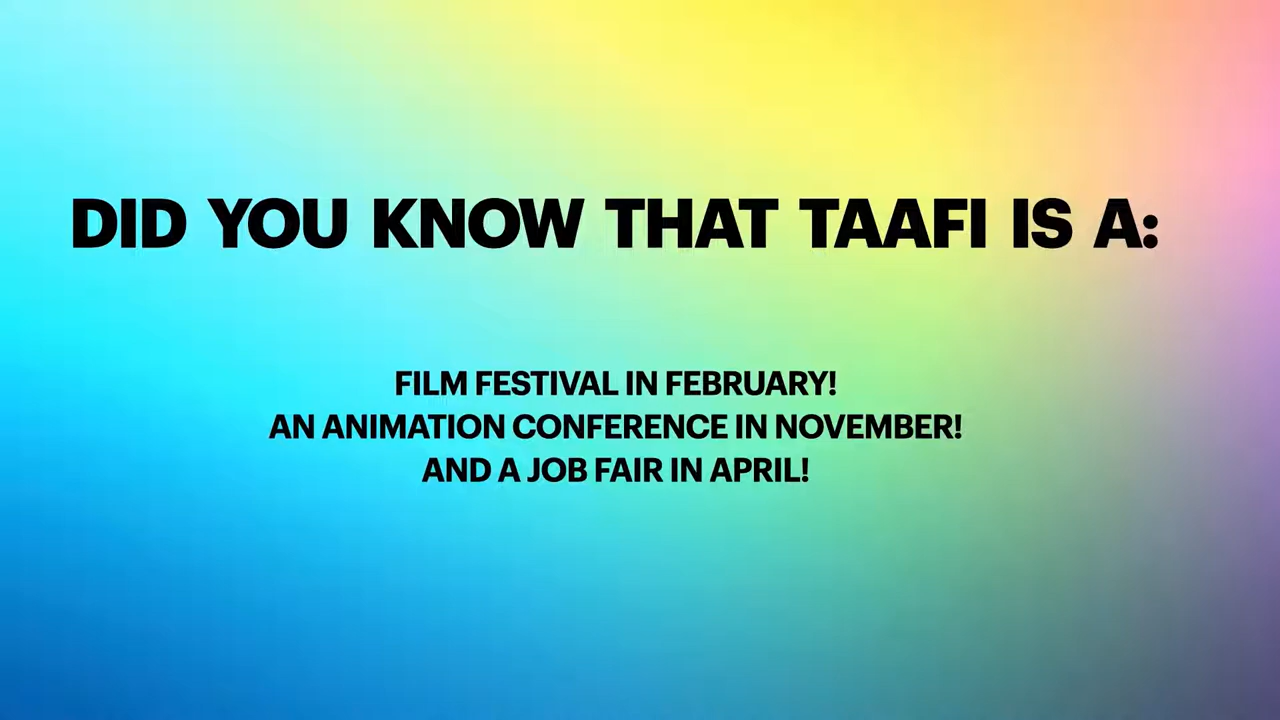 DID YOU KNOW THAT TAAFI IS A:
FILM FESTIVAL IN FEBRUARY!
AN ANIMATION CONFERENCE IN NOVEMBER!
AND A JOB FAIR IN APRIL!